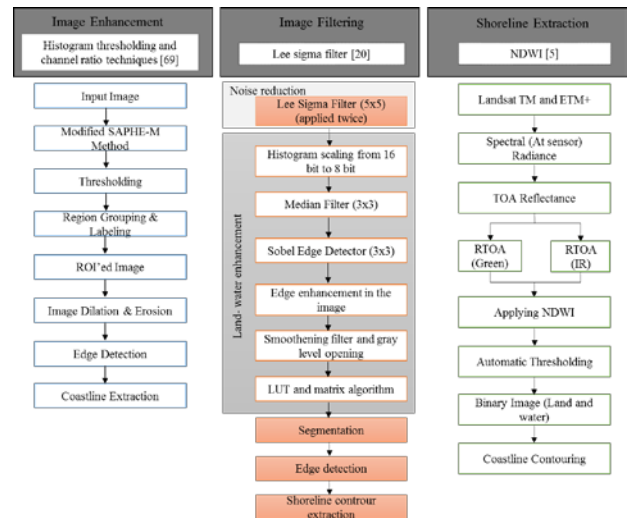 Image Enhancement
Histogram thresholding and
channel ratio techniques [69]
Input Image
Modified SAPHE-M
Method
Thresholding
Region Grouping &
Labeling
ROI'ed Image
Image Dilation & Erosion
Edge Detection
Coastline Extraction
Image Filtering
Lee sigma filter [20]
Noise reduction
Lee Sigma Filter (5x5)
(applied twice)
Land- water enhancement
Histogram scaling from 16
bit to 8 bit
Median Filter (3x3)
Sobel Edge Detector (3x3)
Edge enhancement in the
image
Smoothening filter and gray
level opening
LUT and matrix algorithm
Segmentation
Edge detection
Shoreline controur
extraction
Shoreline Extraction
NDWI [5]
Landsat TM and ETM+
Spectral (At sensor)
Radiance
TOA Reflectance
RTOA
(Green)
RTOA
(IR)
Applying NDWI
Automatic Thresholding
Binary Image (Land and
water)
Coastline Contouring